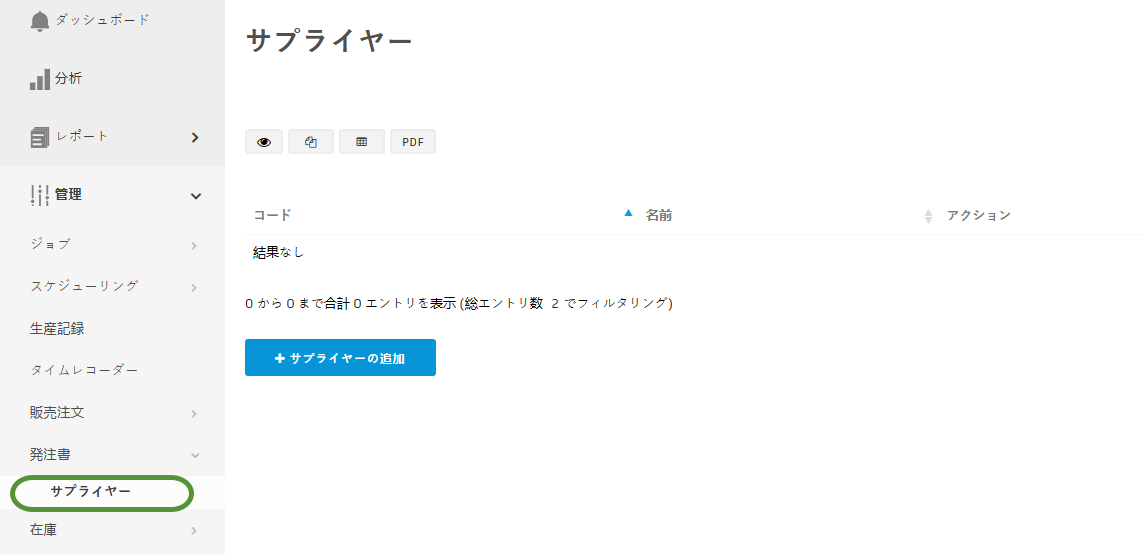 ダッシュボード
分析
レポート
管理
ジョブ
スケジューリング
生産記録
タイムレコーダー
販売注文
発注書
サプライヤー
在庫
サプライヤー
PDF
コード 名前 アクション
結果なし
0 から 0 まで合計 0 エントリを表示 (総エントリ数 2 でフィルタリング)
サプライヤーの追加